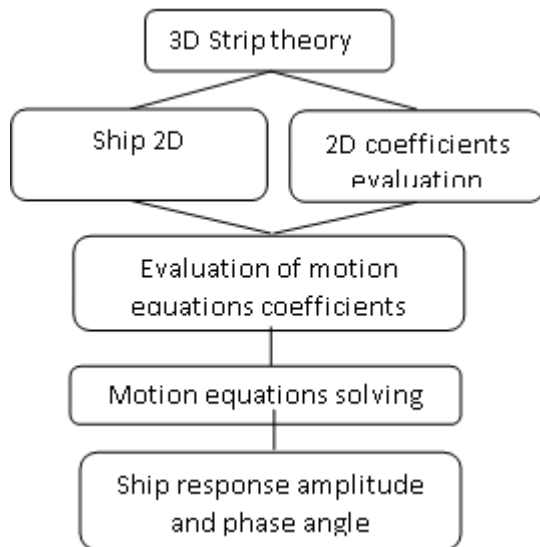 3D Strip theory
Ship 2D
2D coefficients
evaluation
Evaluation of motion
equations coefficients
Motion equations solving
Ship response amplitude
and phase angle